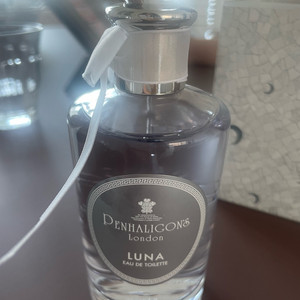 PENHALIGON'S
London
LUNA
EAU DE TOILETTE